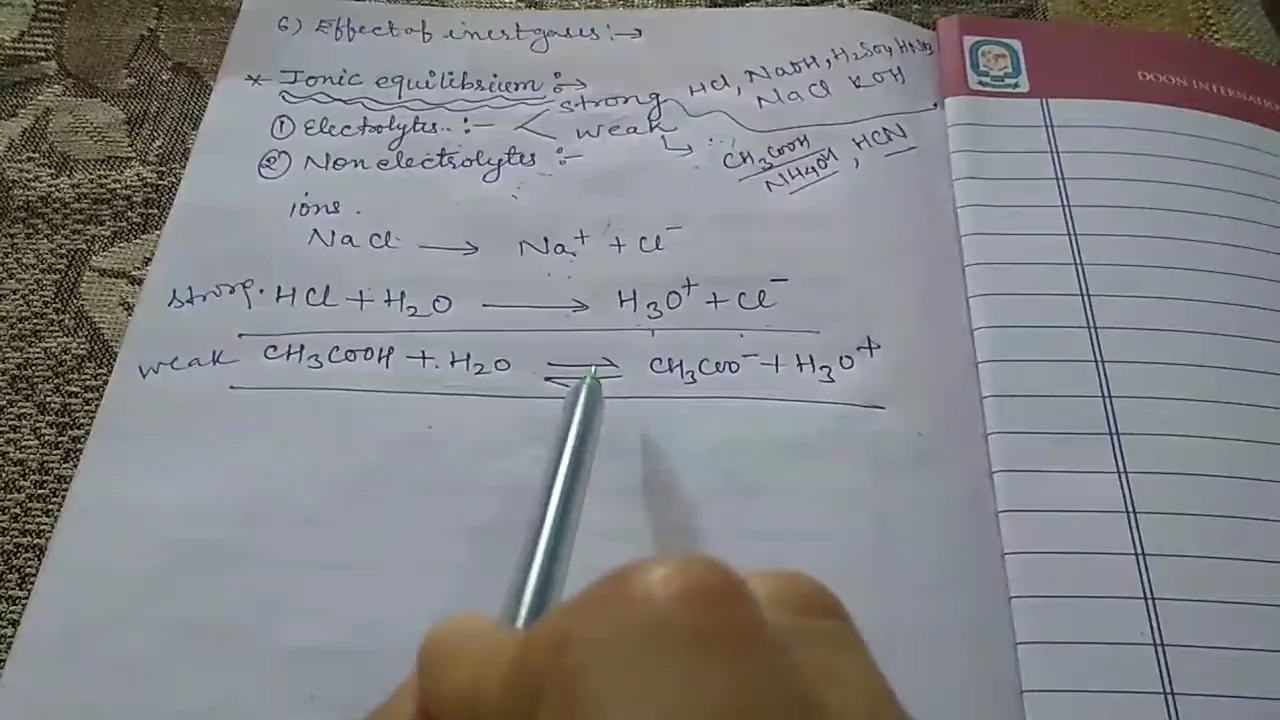 6) Effect of inert gases :→
* Ionic equilibrium :→
① Electrolytes.. :- < strong HCl, NaOH, H2SO4, HNO3
NaCl KOH
weak ↳ CH3COOH, HCN
NH4OH
② Non electrolytes :-
ions.
NaCl. → Na+ + Cl-
strong. HCl + H2O → H3O+ + Cl-
weak CH3COOH + H2O ⇌ CH3COO- + H3O+
DOON INTERNATI